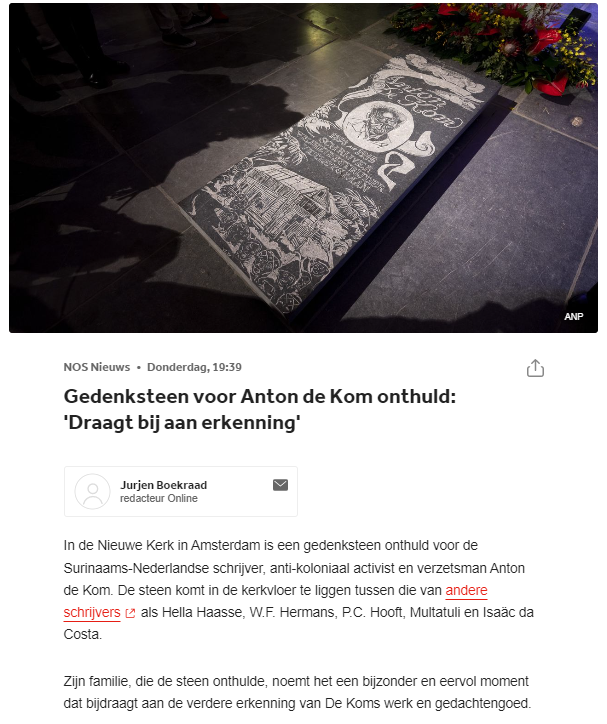 Anton
de Kom
ANP
NOS Nieuws • Donderdag, 19:39
Gedenksteen voor Anton de Kom onthuld:
'Draagt bij aan erkenning'
Jurjen Boekraad
redacteur Online
In de Nieuwe Kerk in Amsterdam is een gedenksteen onthuld voor de
Surinaams-Nederlandse schrijver, anti-koloniaal activist en verzetsman Anton
de Kom. De steen komt in de kerkvloer te liggen tussen die van andere
schrijvers als Hella Haasse, W.F. Hermans, P.C. Hooft, Multatuli en Isaäc da
Costa.
Zijn familie, die de steen onthulde, noemt het een bijzonder en eervol moment
dat bijdraagt aan de verdere erkenning van De Koms werk en gedachtengoed.